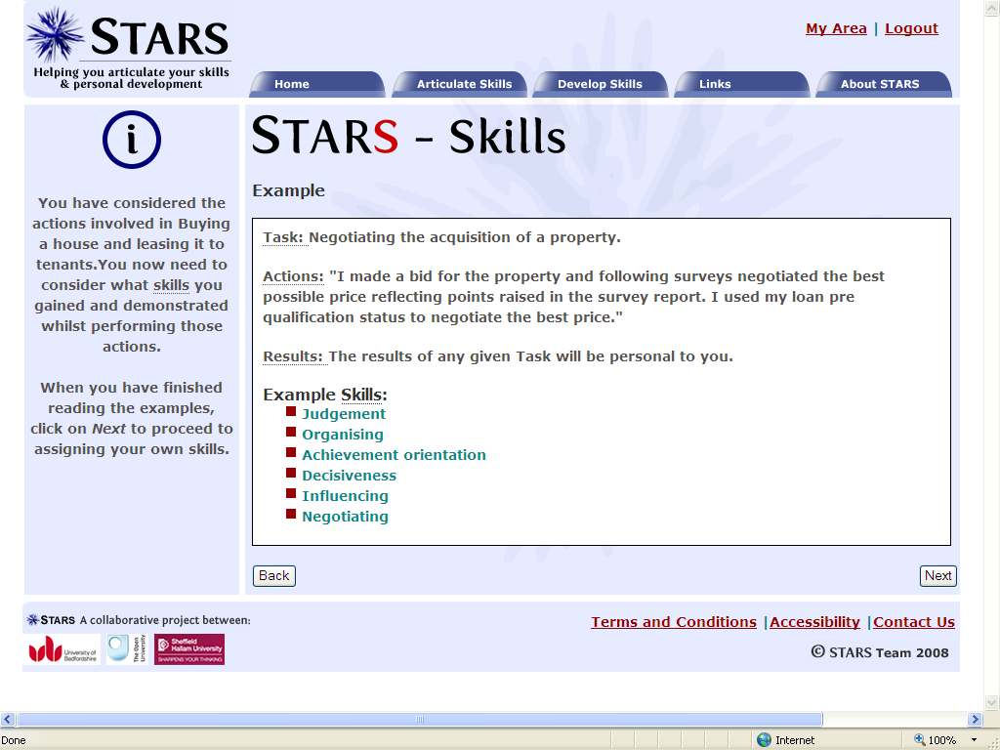 STARS
Helping you articulate your skills
& personal development
My Area | Logout
Home
Articulate Skills
Develop Skills
Links
About STARS
i
You have considered the
actions involved in Buying
a house and leasing it to
tenants.You now need to
consider what skills you
gained and demonstrated
whilst performing those
actions.
When you have finished
reading the examples,
click on Next to proceed to
assigning your own skills.
STARS – Skills
Example
Task: Negotiating the acquisition of a property.
Actions: "I made a bid for the property and following surveys negotiated the best
possible price reflecting points raised in the survey report. I used my loan pre
qualification status to negotiate the best price."
Results: The results of any given Task will be personal to you.
Example Skills:
Judgement
Organising
Achievement orientation
Decisiveness
Influencing
Negotiating
Back
Next
STARS A collaborative project between:
University of
Bedfordshire
The Open
University
Sheffield
Hallam University
SHARPENS YOUR THINKING
Terms and Conditions |Accessibility |Contact Us
© STARS Team 2008
Done
Internet
100%